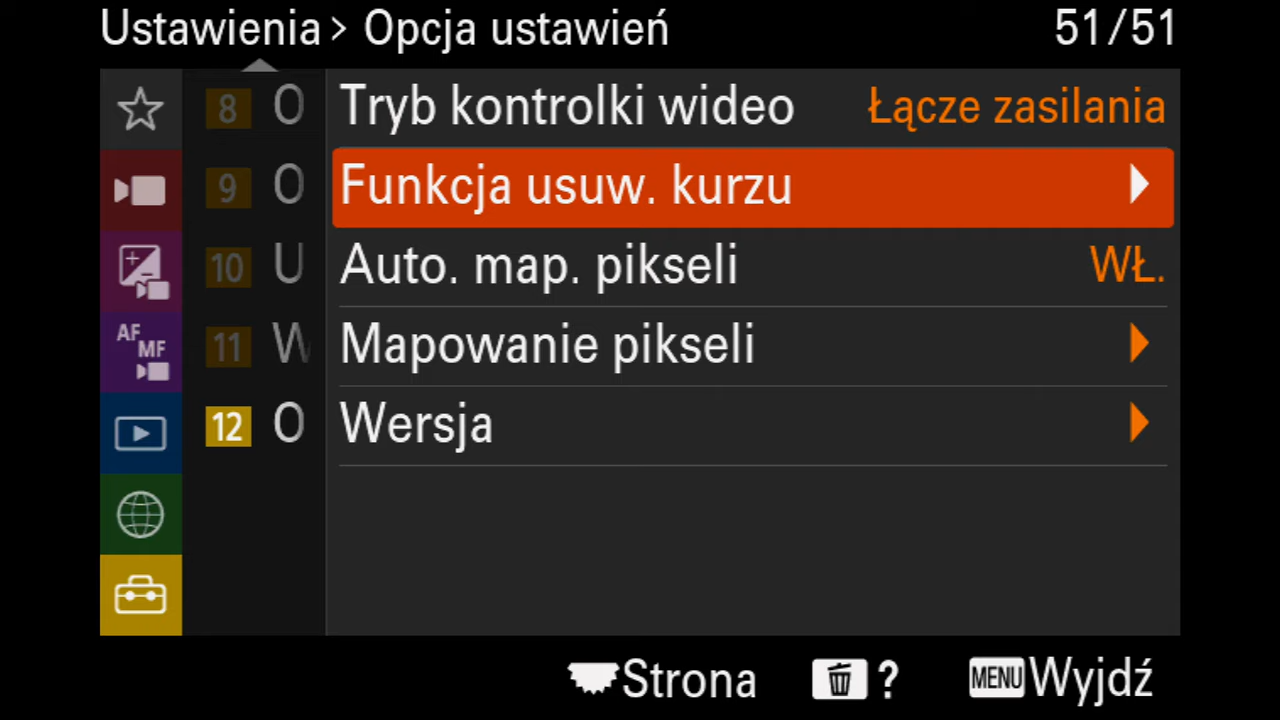 Ustawienia> Opcja ustawień 51/51
8 O Tryb kontrolki wideo Łącze zasilania
9 O Funkcja usuw. kurzu
10 U Auto. map. pikseli WŁ.
AF MF 11 W Mapowanie pikseli
12 O Wersja
Strona ? MENU Wyjdź